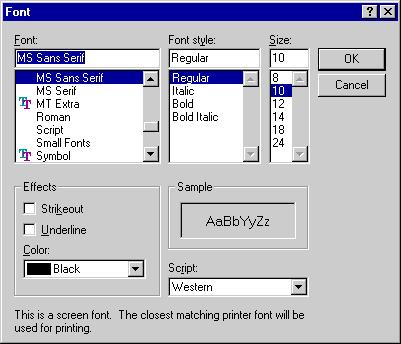 Font
Font:
MS Sans Serif
MS Sans Serif
MS Serif
MT Extra
Roman
Script
Small Fonts
Symbol
Font style:
Regular
Regular
Italic
Bold
Bold Italic
Size:
10
8
10
12
14
18
24
OK
Cancel
Effects
Strikeout
Underline
Color:
Black
Sample
AaBbYyZz
Script:
Western
This is a screen font. The closest matching printer font will be
used for printing.